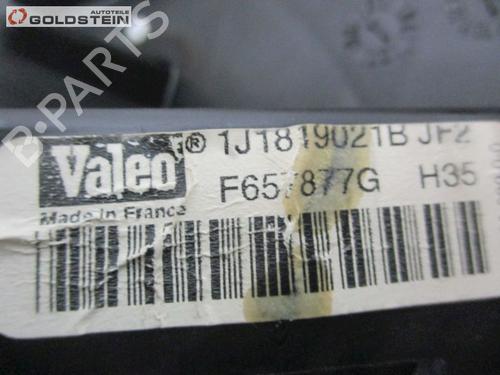 AUTOTEILE
GOLDSTEIN
B-PARTS
Valeo ® 1J1819021B JF2
F657877G H35
Made in France